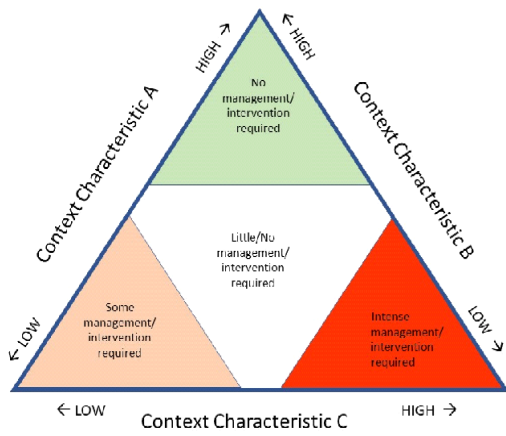 HIGH →
← HIGH
No
management/
intervention
required
Context Characteristic A
Context Characteristic B
Little/No
management/
intervention
required
Some
management/
intervention
required
Intense
management/
intervention
required
← LOW
LOW →
← LOW
HIGH →
Context Characteristic C